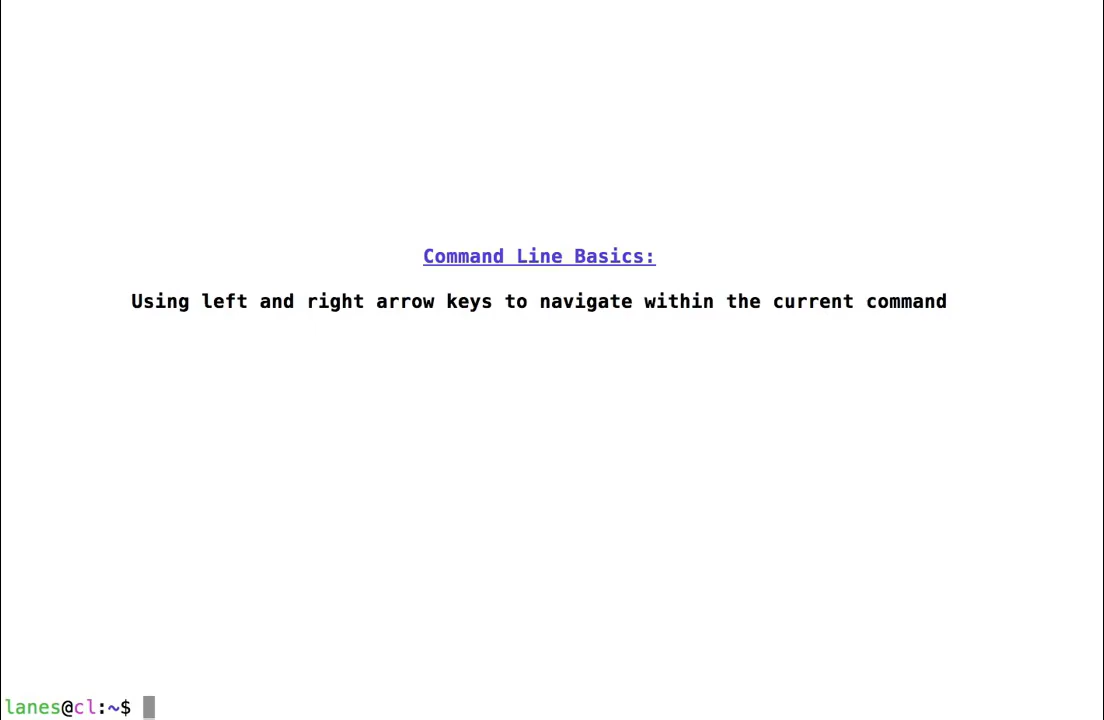 Command Line Basics:
Using left and right arrow keys to navigate within the current command
lanes@cl:~$